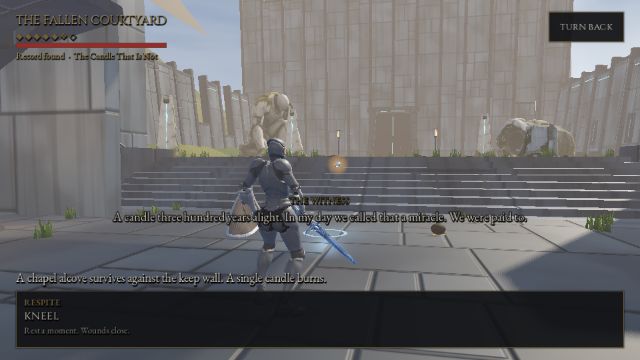 THE FALLEN COURTYARD
TURN BACK
Record found · The Candle That Is Not
THE WITNESS
A candle three hundred years alight. In my day we called that a miracle. We were paid to.
A chapel alcove survives against the keep wall. A single candle burns.
RESPITE
KNEEL
Rest a moment. Wounds close.